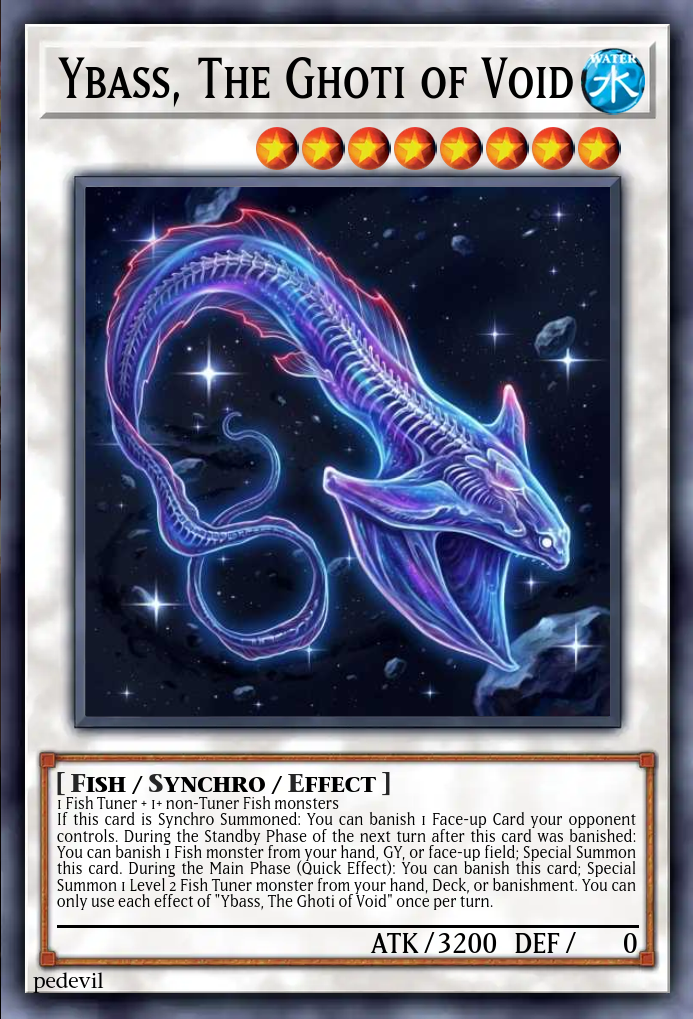 Ybass, The Ghoti of Void
WATER
水
[ Fish / Synchro / Effect ]
1 Fish Tuner + 1+ non-Tuner Fish monsters
If this card is Synchro Summoned: You can banish 1 Face-up Card your opponent
controls. During the Standby Phase of the next turn after this card was banished:
You can banish 1 Fish monster from your hand, GY, or face-up field; Special Summon
this card. During the Main Phase (Quick Effect): You can banish this card; Special
Summon 1 Level 2 Fish Tuner monster from your hand, Deck, or banishment. You can
only use each effect of "Ybass, The Ghoti of Void" once per turn.
ATK / 3200 DEF / 0
pedevil